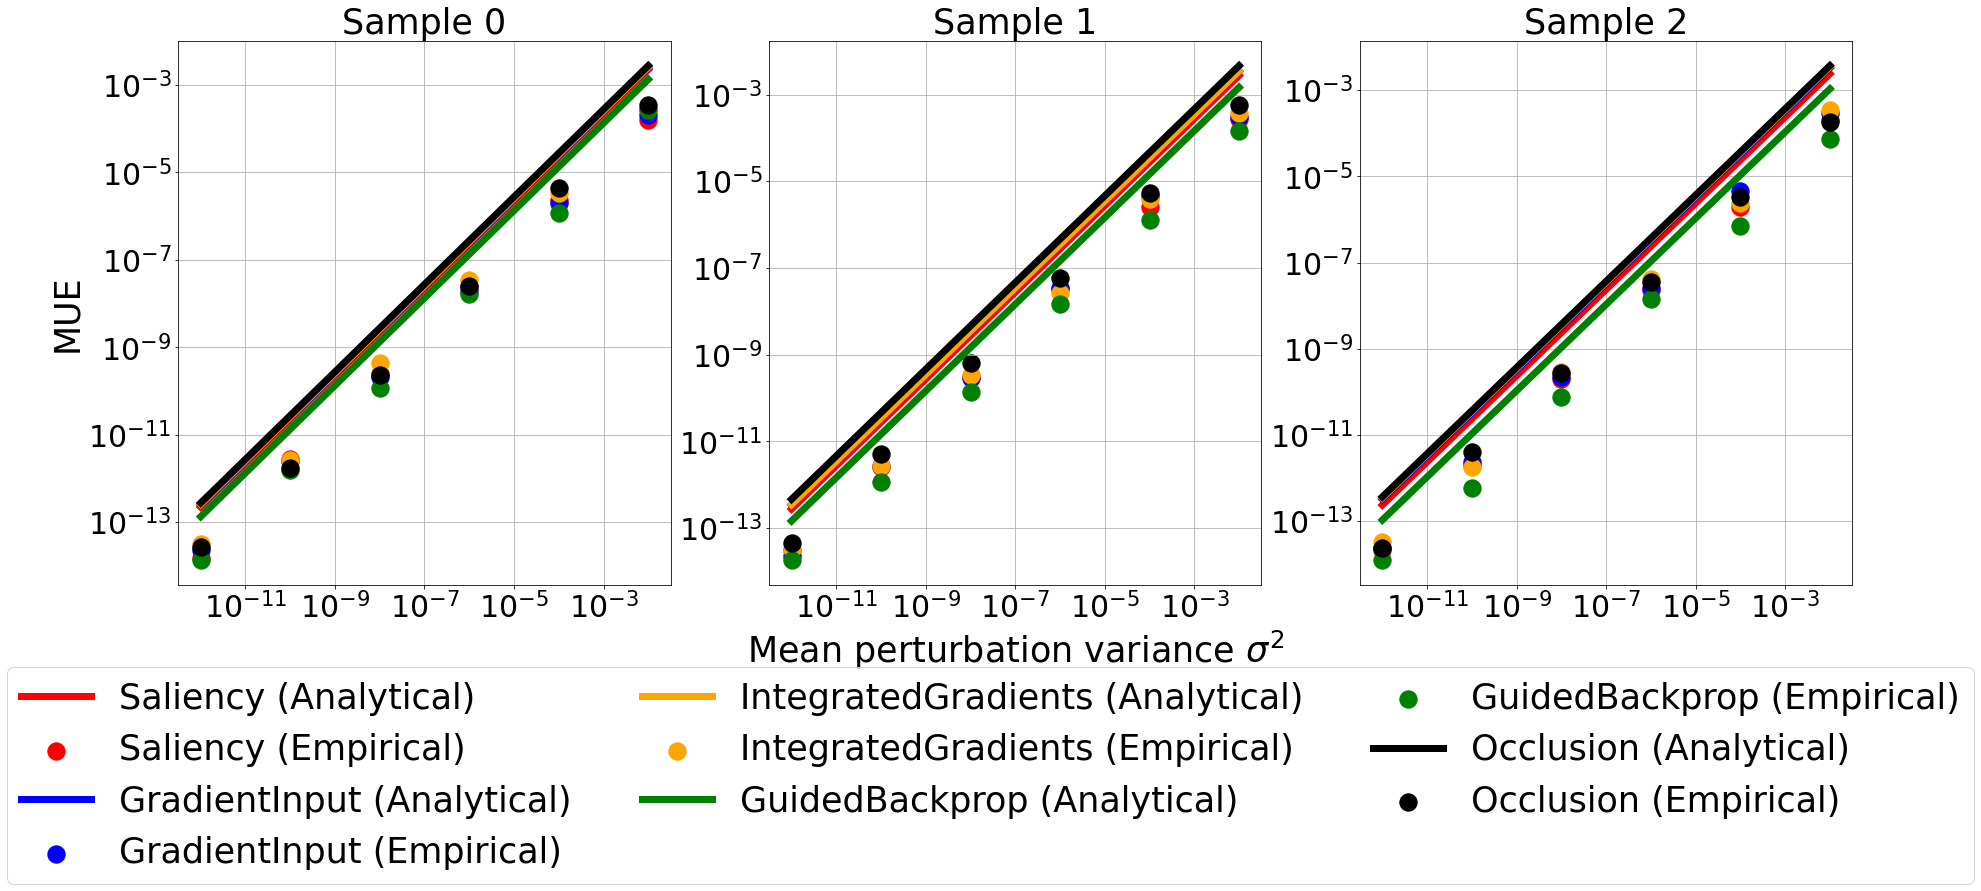 Sample 0
Sample 1
Sample 2
MUE
10^{-3}
10^{-5}
10^{-7}
10^{-9}
10^{-11}
10^{-13}
10^{-11} 10^{-9} 10^{-7} 10^{-5} 10^{-3}
10^{-3}
10^{-5}
10^{-7}
10^{-9}
10^{-11}
10^{-13}
10^{-11} 10^{-9} 10^{-7} 10^{-5} 10^{-3}
10^{-3}
10^{-5}
10^{-7}
10^{-9}
10^{-11}
10^{-13}
10^{-11} 10^{-9} 10^{-7} 10^{-5} 10^{-3}
Mean perturbation variance σ²
Saliency (Analytical)
Saliency (Empirical)
GradientInput (Analytical)
GradientInput (Empirical)
IntegratedGradients (Analytical)
IntegratedGradients (Empirical)
GuidedBackprop (Analytical)
GuidedBackprop (Empirical)
Occlusion (Analytical)
Occlusion (Empirical)